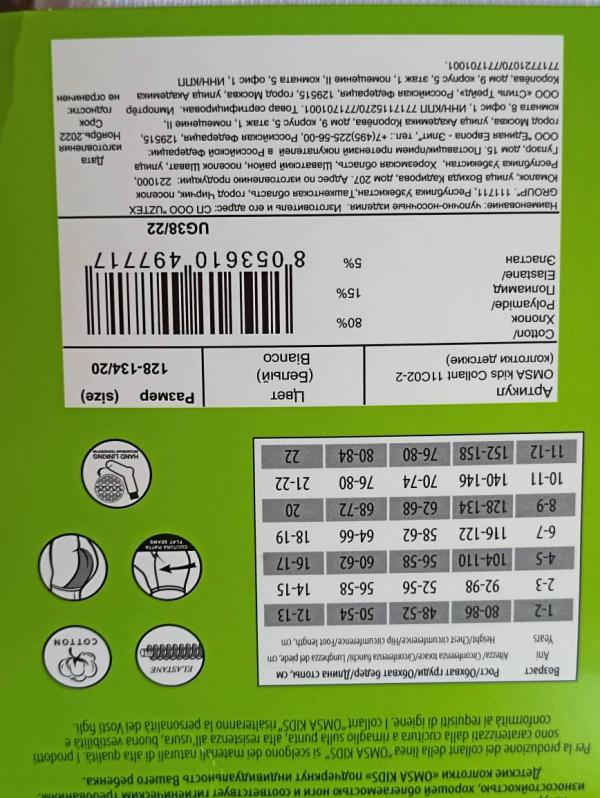 износостойкостью, хорошей облегаемостью ноги и соответствует гигиеническим требованиям.
Детские колготки «OMSA KIDS» подчеркнут индивидуальность Вашего ребенка.
Per la produzione dei collant della linea "OMSA KIDS" si scelgono dei materiali naturali di alta qualità. I prodotti
sono caratterizzati dalla cucitura a rimaglio sulla punta, alta resistenza all'usura, buona vestibilità e
conformità ai requisiti di igiene. I collant "OMSA KIDS" risalteranno la personalità dei Vosti figli.
Возраст Рост/Обхват груди/Обхват бедер/Длина стопы, см
Ani Altezza/ Circonferenza torace/Circonferenza fianchi/ Lunghezza del piede, cm
Years Height/Chest circumference/Hip circumference/Foot length, cm
1-2 80-86 48-52 50-54 12-13
2-3 92-98 52-56 56-58 14-15
4-5 104-110 56-58 60-62 16-17
6-7 116-122 58-62 64-66 18-19
8-9 128-134 62-68 68-72 20
10-11 140-146 70-74 76-80 21-22
11-12 152-158 76-80 80-84 22
ELASTANE
COTTON
CUCITURA PIATTA
FLAT SEAMS
HAND LINKING
Артикул Цвет Размер (size)
OMSA kids Collant 11C02-2 (Белый) 128-134/20
(колготки детские) Bianco
Cotton/
Хлопок 80%
Polyamide/
Полиамид 15%
Elastane/
Эластан 5%
8 053610 497717
UG38/22
Наименование: чулочно-носочные изделия. Изготовитель и его адрес: СП ООО "UZTEX
GROUP". 111711, Республика Узбекистан,Ташкентская область, город Чирчик, поселок
Юмалок, улица Вохида Кадырова, дом 207. Адрес по изготовлению продукции: 221000,
Республика Узбекистан, Хорезмская область, Шаватский район, поселок Шават, улица
Гулзор, дом 15. Поставщик/прием претензий покупателей в Российской Федерации:
ООО "Единая Европа - Элит", тел.: +7(495)225-56-00, Российская Федерация, 129515,
город Москва, улица Академика Королёва, дом 9, корпус 5, этаж 1, помещение II,
комната 8, офис 1, ИНН/КПП 7717115270/771701001. Товар сертифицирован. Импортёр
ООО «Стиль Трейд», Российская Федерация, 129515, город Москва, улица Академика
Королёва, дом 9, корпус 5, этаж 1, помещение II, комната 5, офис 1, ИНН/КПП
7717721070/771701001.
Дата
изготовления
Ноябрь.2022
Срок
годности:
не ограничен